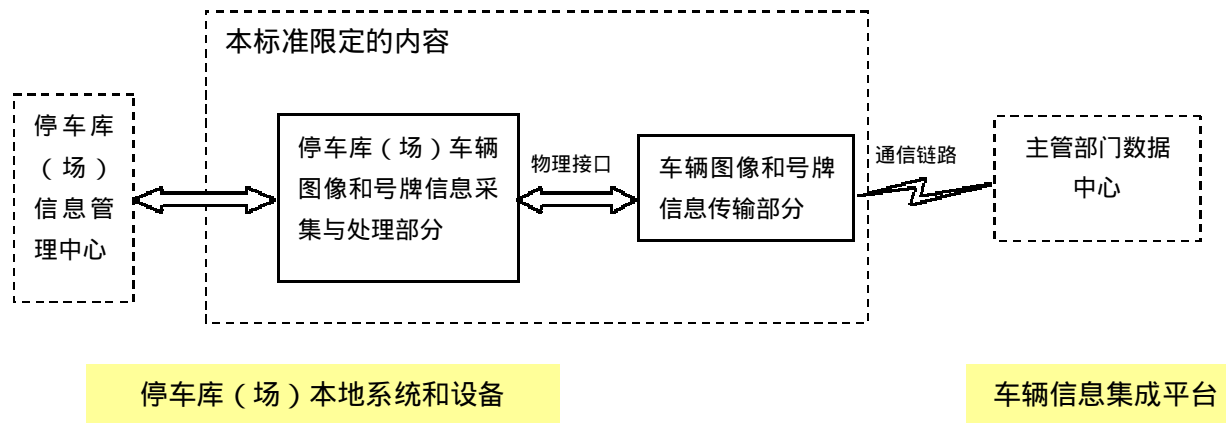 本标准限定的内容
停车库
（场）
信息管
理中心
停车库（场）车辆
图像和号牌信息采
集与处理部分
物理接口
车辆图像和号牌
信息传输部分
通信链路
主管部门数据
中心
停车库（场）本地系统和设备
车辆信息集成平台